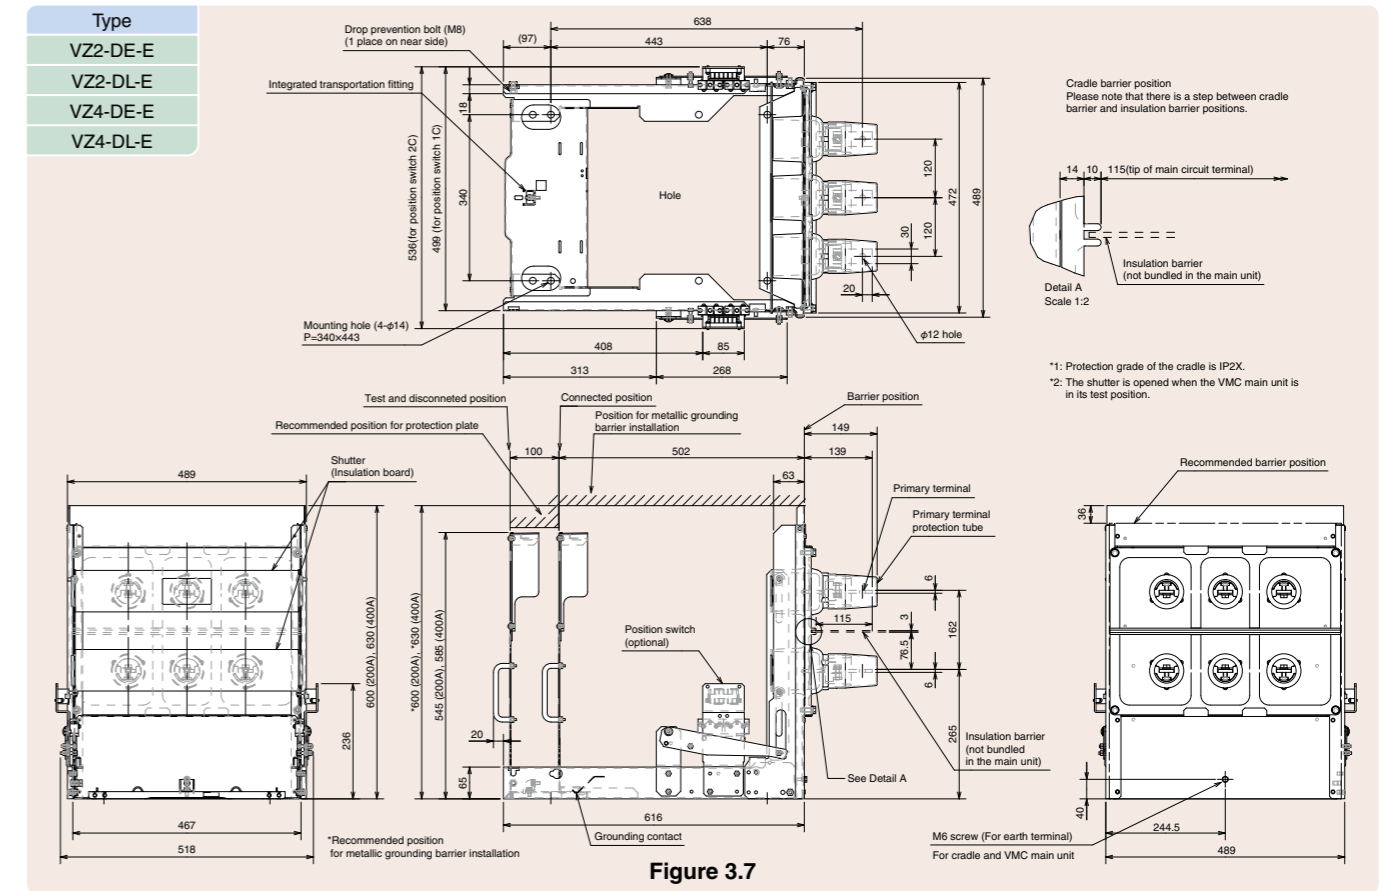 Type
VZ2-DE-E
VZ2-DL-E
VZ4-DE-E
VZ4-DL-E
Drop prevention bolt (M8)
(1 place on near side)
Integrated transportation fitting
638
(97)
443
76
18
340
536(for position switch 2C)
499 (for position switch 1C)
Hole
120
120
30
472
489
20
Mounting hole (4-φ14)
P=340×443
φ12 hole
408
85
313
268
Cradle barrier position
Please note that there is a step between cradle
barrier and insulation barrier positions.
14
10
115(tip of main circuit terminal)
Insulation barrier
(not bundled in the main unit)
Detail A
Scale 1:2
*1: Protection grade of the cradle is IP2X.
*2: The shutter is opened when the VMC main unit is
in its test position.
Test and disconneted position
Connected position
Barrier position
Recommended position for protection plate
Position for metallic grounding
barrier installation
149
100
502
139
63
Shutter
(Insulation board)
489
Primary terminal
Primary terminal
protection tube
Recommended barrier position
36
600 (200A), 630 (400A)
*600 (200A), *630 (400A)
545 (200A), 585 (400A)
Position switch
(optional)
6
115
3
162
76.5
6
265
236
20
65
Insulation barrier
(not bundled
in the main unit)
See Detail A
40
467
518
616
Grounding contact
*Recommended position
for metallic grounding barrier installation
M6 screw (For earth terminal)
For cradle and VMC main unit
244.5
489
Figure 3.7